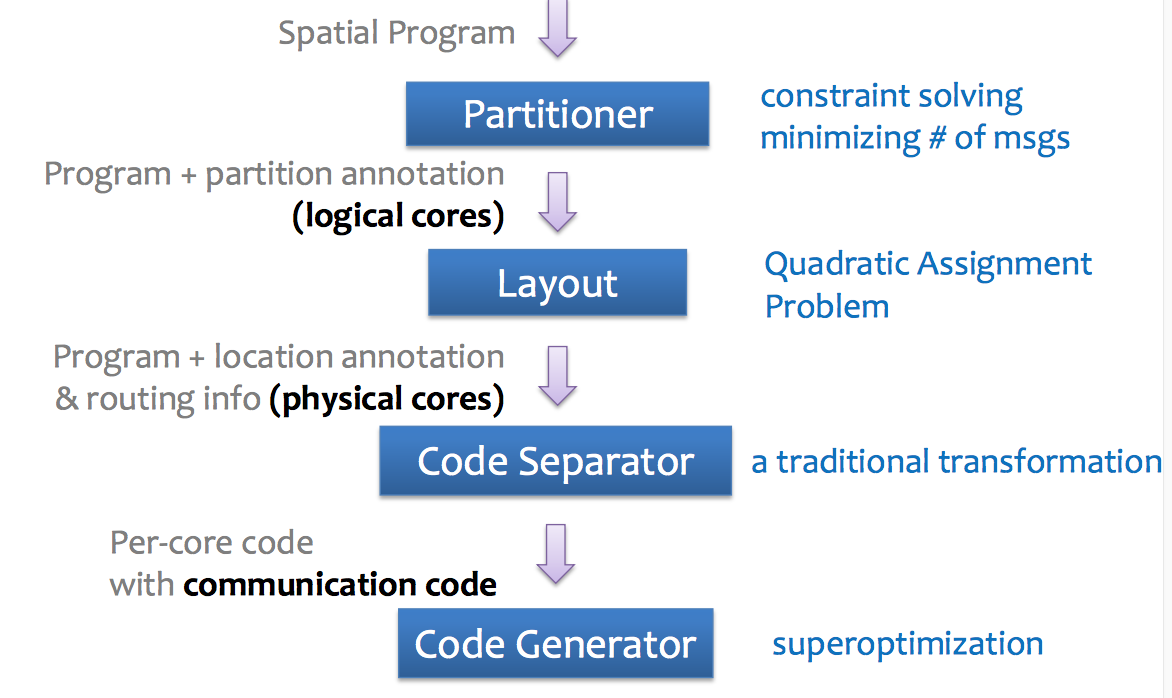 Spatial Program
Partitioner
constraint solving
minimizing # of msgs
Program + partition annotation
(logical cores)
Layout
Quadratic Assignment
Problem
Program + location annotation
& routing info (physical cores)
Code Separator
a traditional transformation
Per-core code
with communication code
Code Generator
superoptimization